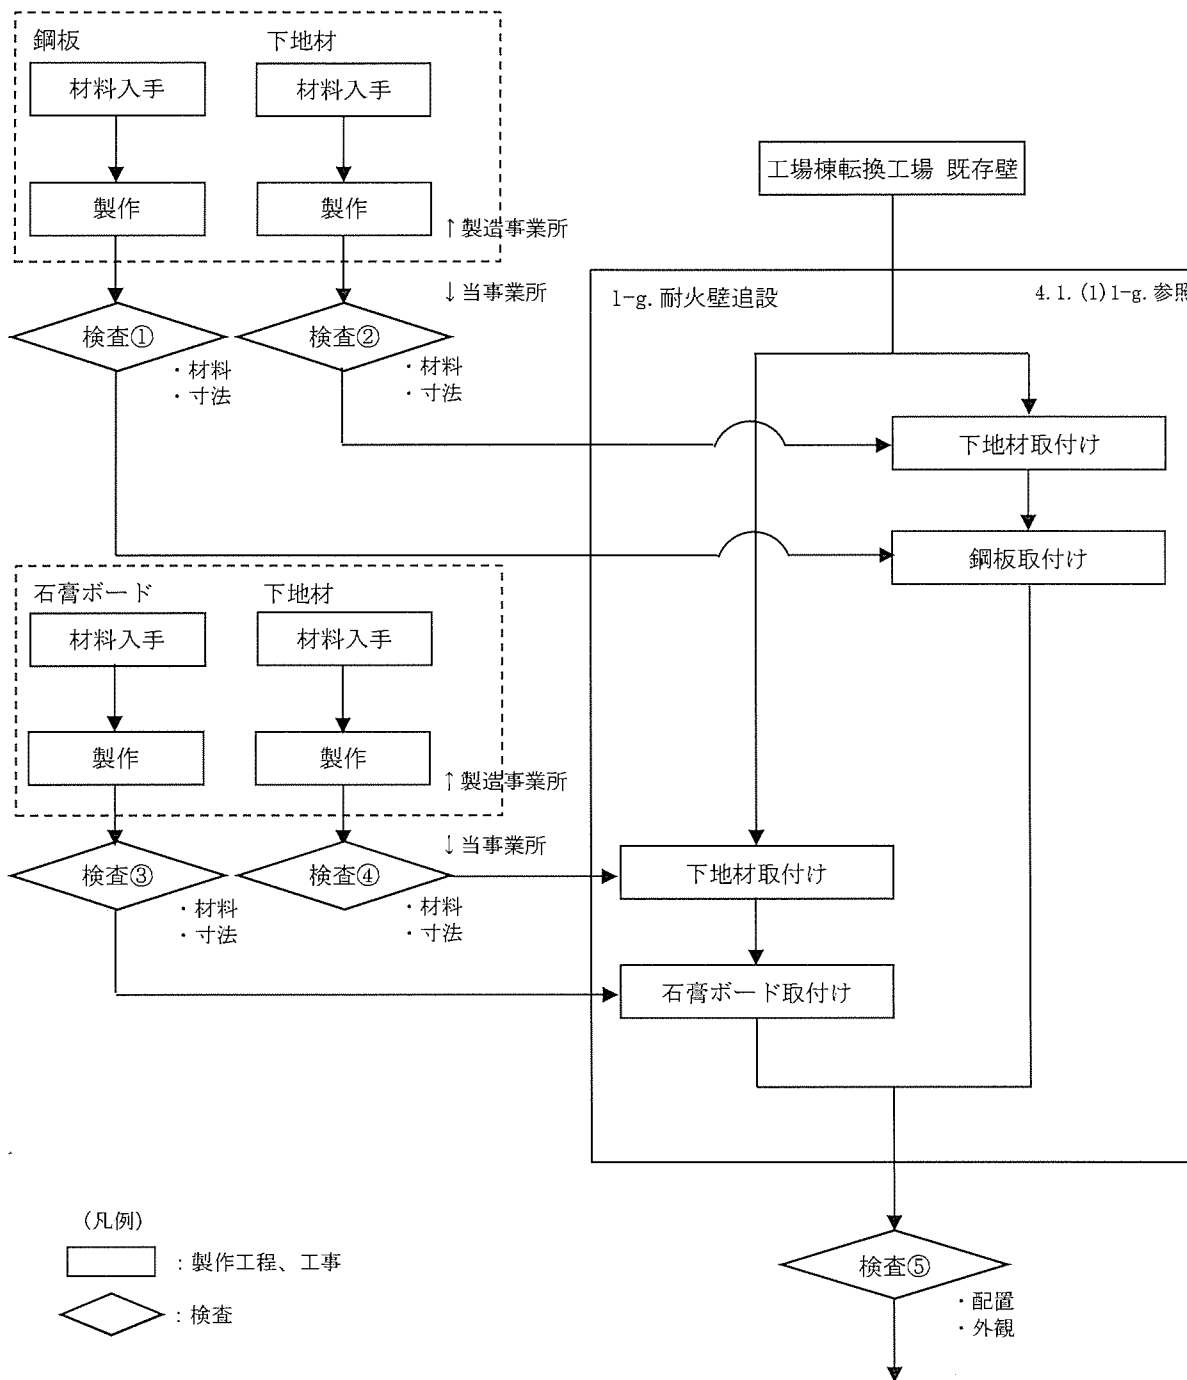 鋼板
下地材
材料入手
材料入手
製作
製作
↑製造事業所
↓当事業所
検査①
・材料
・寸法
検査②
・材料
・寸法
工場棟転換工場 既存壁
1-g. 耐火壁追設
4.1.(1)1-g.参照
下地材取付け
鋼板取付け
石膏ボード
下地材
材料入手
材料入手
製作
製作
↑製造事業所
↓当事業所
検査③
・材料
・寸法
検査④
・材料
・寸法
下地材取付け
石膏ボード取付け
検査⑤
・配置
・外観
(凡例)
：製作工程、工事
：検査